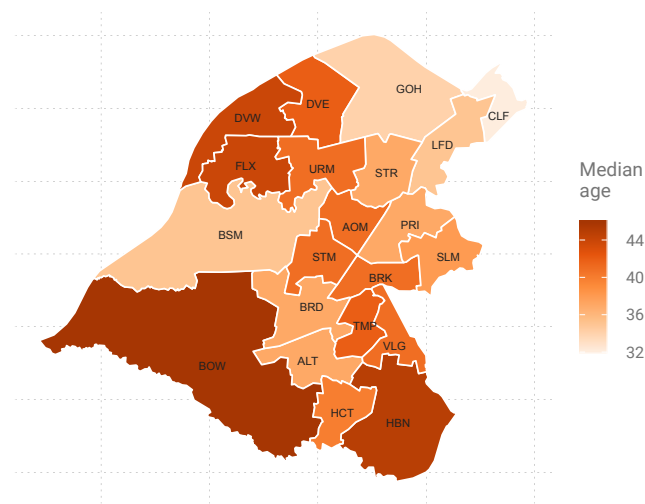 GOH
DVE
CLF
DVW
LFD
FLX
URM
STR
Median
age
PRI
AOM
BSM
44
STM
SLM
BRK
40
BRD
36
TMP
VLG
32
ALT
BOW
HCT
HBN